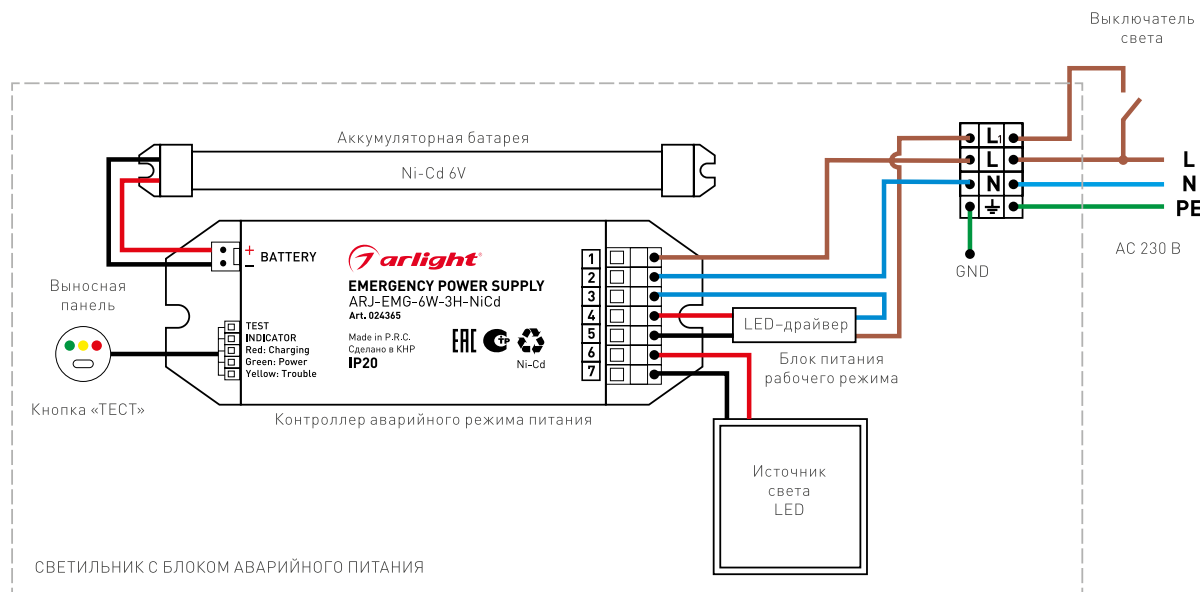 Выключатель
света
Аккумуляторная батарея
Ni-Cd 6V
L1
L
N
L
N
PE
AC 230 В
GND
+
–
BATTERY
arlight
EMERGENCY POWER SUPPLY
ARJ-EMG-6W-3H-NiCd
Art. 024365
Made in P.R.C.
Сделано в КНР
IP20
EAC
Ni-Cd
1
2
3
4
5
6
7
Выносная
панель
TEST
INDICATOR
Red: Charging
Green: Power
Yellow: Trouble
Кнопка «ТЕСТ»
Контроллер аварийного режима питания
LED-драйвер
Блок питания
рабочего режима
Источник
света
LED
СВЕТИЛЬНИК С БЛОКОМ АВАРИЙНОГО ПИТАНИЯ